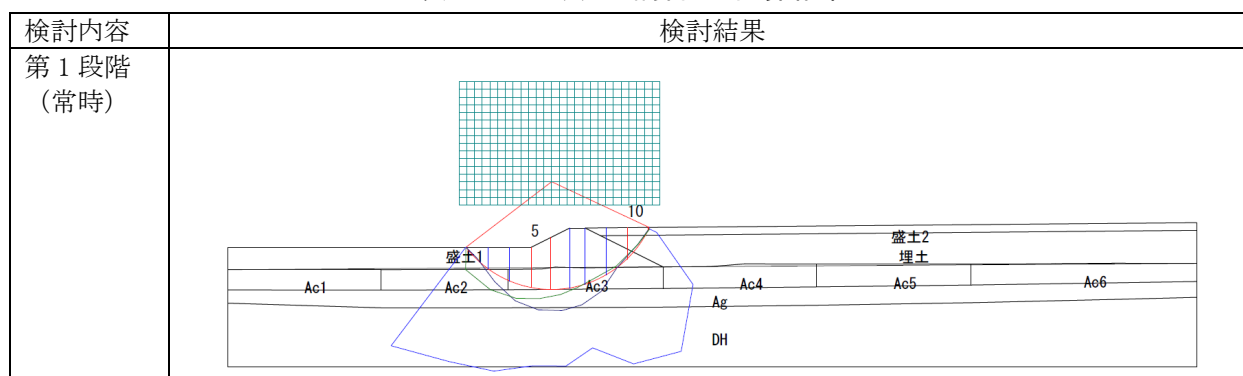 検討内容
検討結果
第1段階
(常時)
10
5
盛土2
盛土1
埋土
Ac1
Ac2
Ac3
Ac4
Ac5
Ac6
Ag
DH